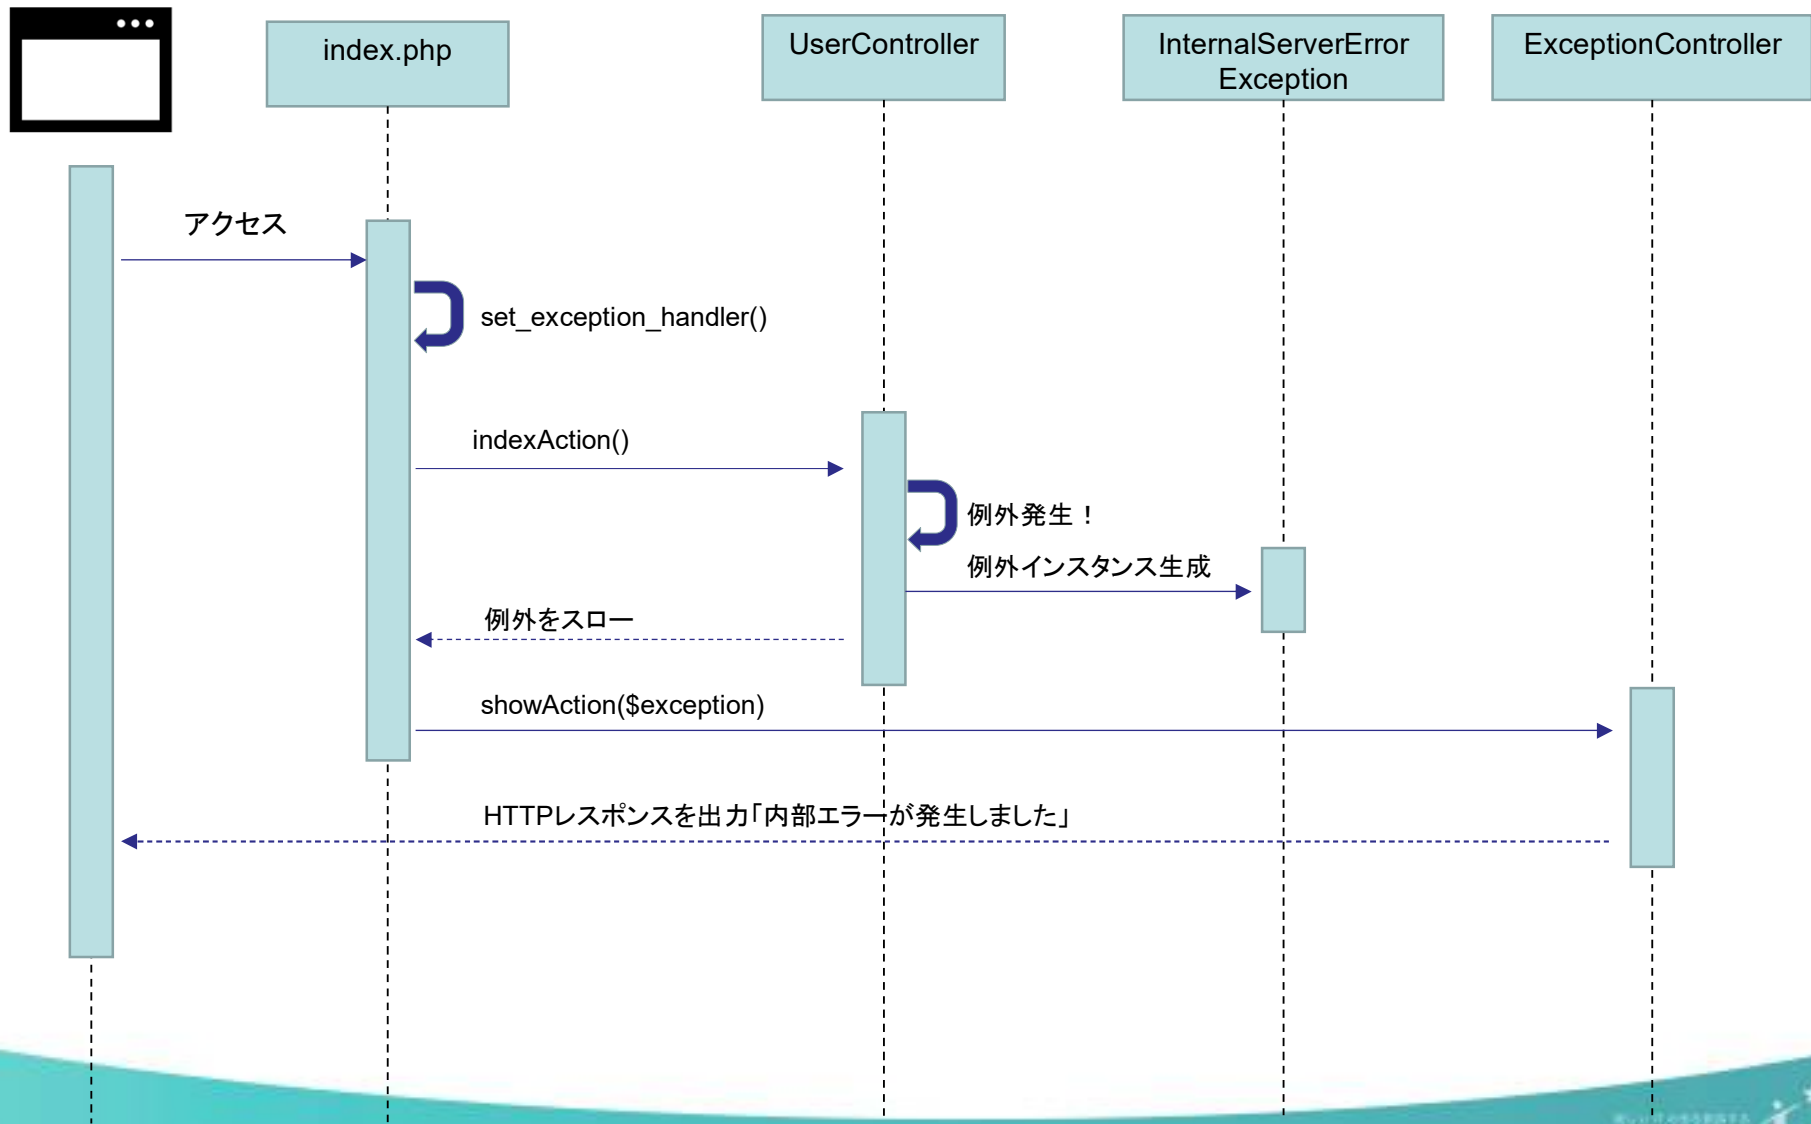 index.php
UserController
InternalServerError
Exception
ExceptionController
アクセス
set_exception_handler()
indexAction()
例外発生！
例外インスタンス生成
例外をスロー
showAction($exception)
HTTPレスポンスを出力「内部エラーが発生しました」